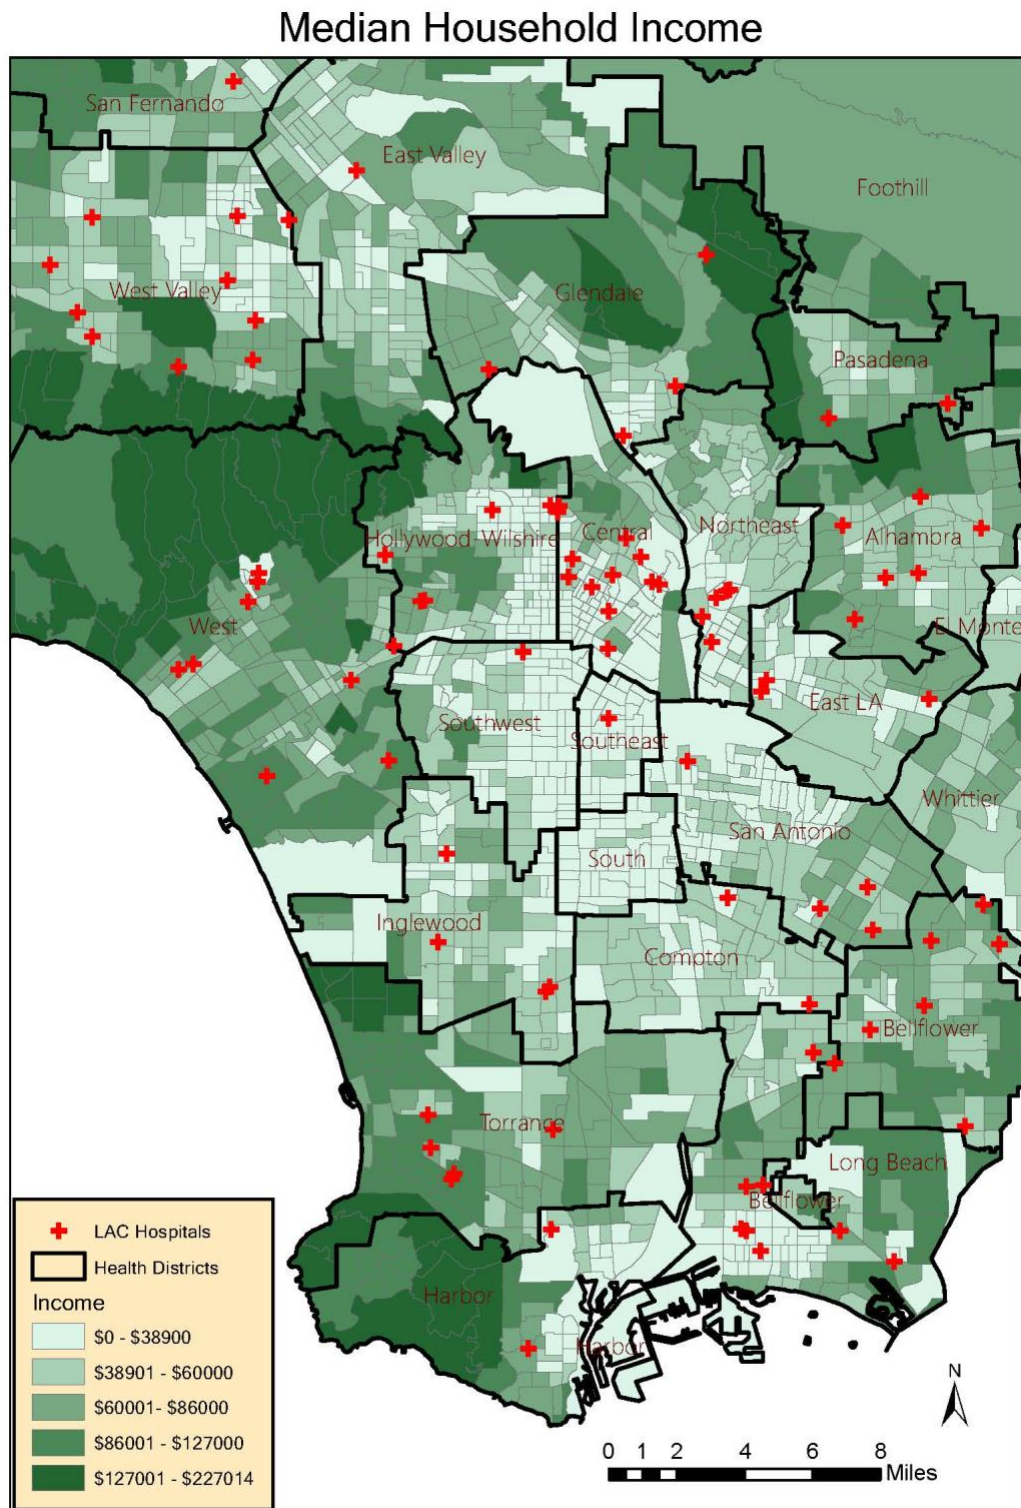 Median Household Income
San Fernando
East Valley
Foothill
West Valley
Glendale
Pasadena
Hollywood-Wilshire
Central
Northeast
Alhambra
El Monte
West
East LA
Southwest
Southeast
Whittier
San Antonio
South
Inglewood
Compton
Bellflower
Torrance
Long Beach
Bellflower
Harbor
Harbor
LAC Hospitals
Health Districts
Income
$0 - $38900
$38901 - $60000
$60001- $86000
$86001 - $127000
$127001 - $227014
N
0 1 2 4 6 8
Miles